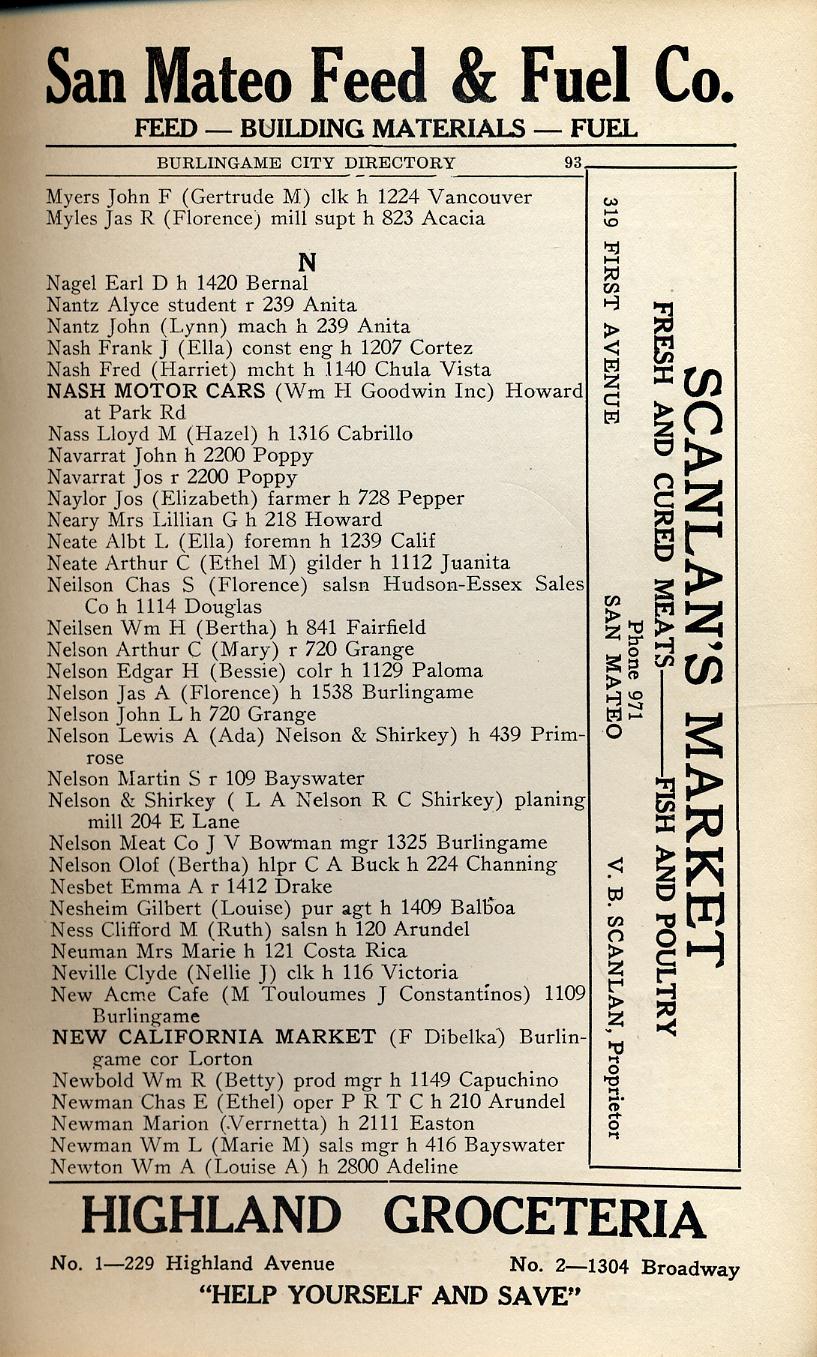 San Mateo Feed & Fuel Co.
FEED — BUILDING MATERIALS — FUEL
BURLINGAME CITY DIRECTORY 93
Myers John F (Gertrude M) clk h 1224 Vancouver
Myles Jas R (Florence) mill supt h 823 Acacia
N
Nagel Earl D h 1420 Bernal
Nantz Alyce student r 239 Anita
Nantz John (Lynn) mach h 239 Anita
Nash Frank J (Ella) const eng h 1207 Cortez
Nash Fred (Harriet) mcht h 1140 Chula Vista
NASH MOTOR CARS (Wm H Goodwin Inc) Howard
at Park Rd
Nass Lloyd M (Hazel) h 1316 Cabrillo
Navarrat John h 2200 Poppy
Navarrat Jos r 2200 Poppy
Naylor Jos (Elizabeth) farmer h 728 Pepper
Neary Mrs Lillian G h 218 Howard
Neate Albt L (Ella) foremn h 1239 Calif
Neate Arthur C (Ethel M) gilder h 1112 Juanita
Neilson Chas S (Florence) salsn Hudson-Essex Sales
Co h 1114 Douglas
Neilsen Wm H (Bertha) h 841 Fairfield
Nelson Arthur C (Mary) r 720 Grange
Nelson Edgar H (Bessie) colr h 1129 Paloma
Nelson Jas A (Florence) h 1538 Burlingame
Nelson John L h 720 Grange
Nelson Lewis A (Ada) Nelson & Shirkey) h 439 Prim-
rose
Nelson Martin S r 109 Bayswater
Nelson & Shirkey ( L A Nelson R C Shirkey) planing
mill 204 E Lane
Nelson Meat Co J V Bowman mgr 1325 Burlingame
Nelson Olof (Bertha) hlpr C A Buck h 224 Channing
Nesbet Emma A r 1412 Drake
Nesheim Gilbert (Louise) pur agt h 1409 Balboa
Ness Clifford M (Ruth) salsn h 120 Arundel
Neuman Mrs Marie h 121 Costa Rica
Neville Clyde (Nellie J) clk h 116 Victoria
New Acme Cafe (M Touloumes J Constantinos) 1109
Burlingame
NEW CALIFORNIA MARKET (F Dibelka) Burlin-
game cor Lorton
Newbold Wm R (Betty) prod mgr h 1149 Capuchino
Newman Chas E (Ethel) oper P R T C h 210 Arundel
Newman Marion (Verrnetta) h 2111 Easton
Newman Wm L (Marie M) sals mgr h 416 Bayswater
Newton Wm A (Louise A) h 2800 Adeline
SCANLAN'S MARKET
FRESH AND CURED MEATS—FISH AND POULTRY
Phone 971
319 FIRST AVENUE SAN MATEO V. B. SCANLAN, Proprietor
HIGHLAND GROCETERIA
No. 1—229 Highland Avenue No. 2—1304 Broadway
"HELP YOURSELF AND SAVE"